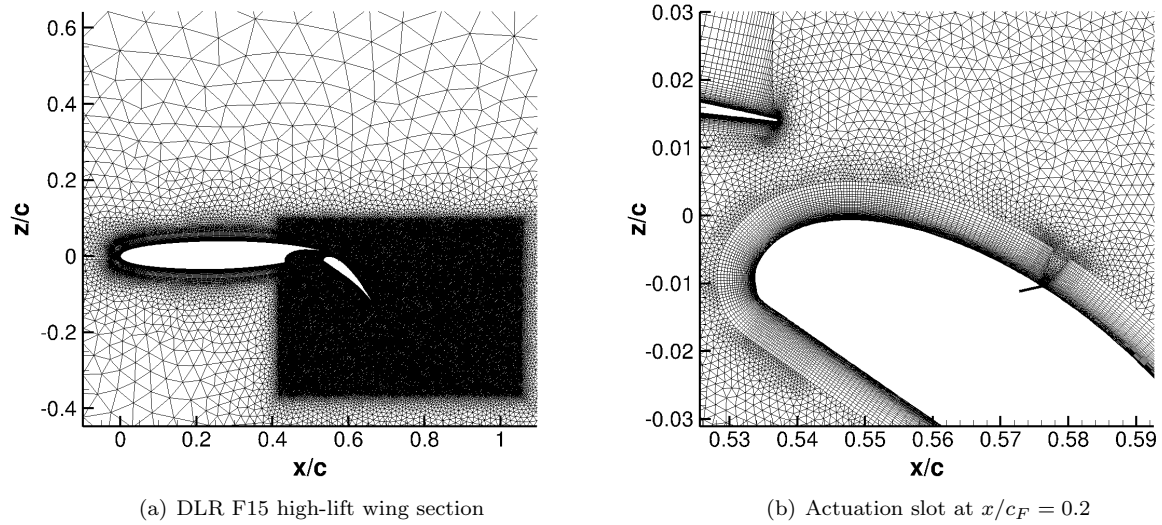 0.6
0.4
0.2
0
-0.2
-0.4
z/c
0 0.2 0.4 0.6 0.8 1
x/c
(a) DLR F15 high-lift wing section
0.03
0.02
0.01
0
-0.01
-0.02
-0.03
z/c
0.53 0.54 0.55 0.56 0.57 0.58 0.59
x/c
(b) Actuation slot at x/c_F = 0.2